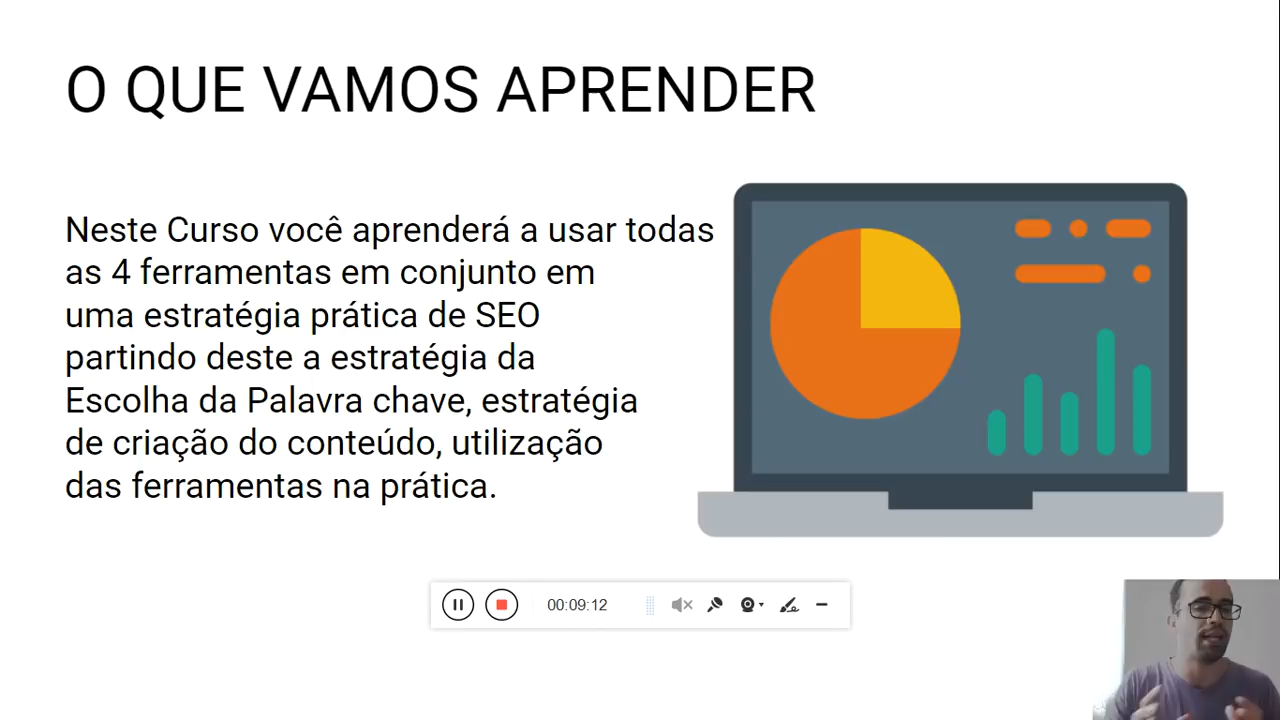 O QUE VAMOS APRENDER
Neste Curso você aprenderá a usar todas
as 4 ferramentas em conjunto em
uma estratégia prática de SEO
partindo deste a estratégia da
Escolha da Palavra chave, estratégia
de criação do conteúdo, utilização
das ferramentas na prática.
00:09:12